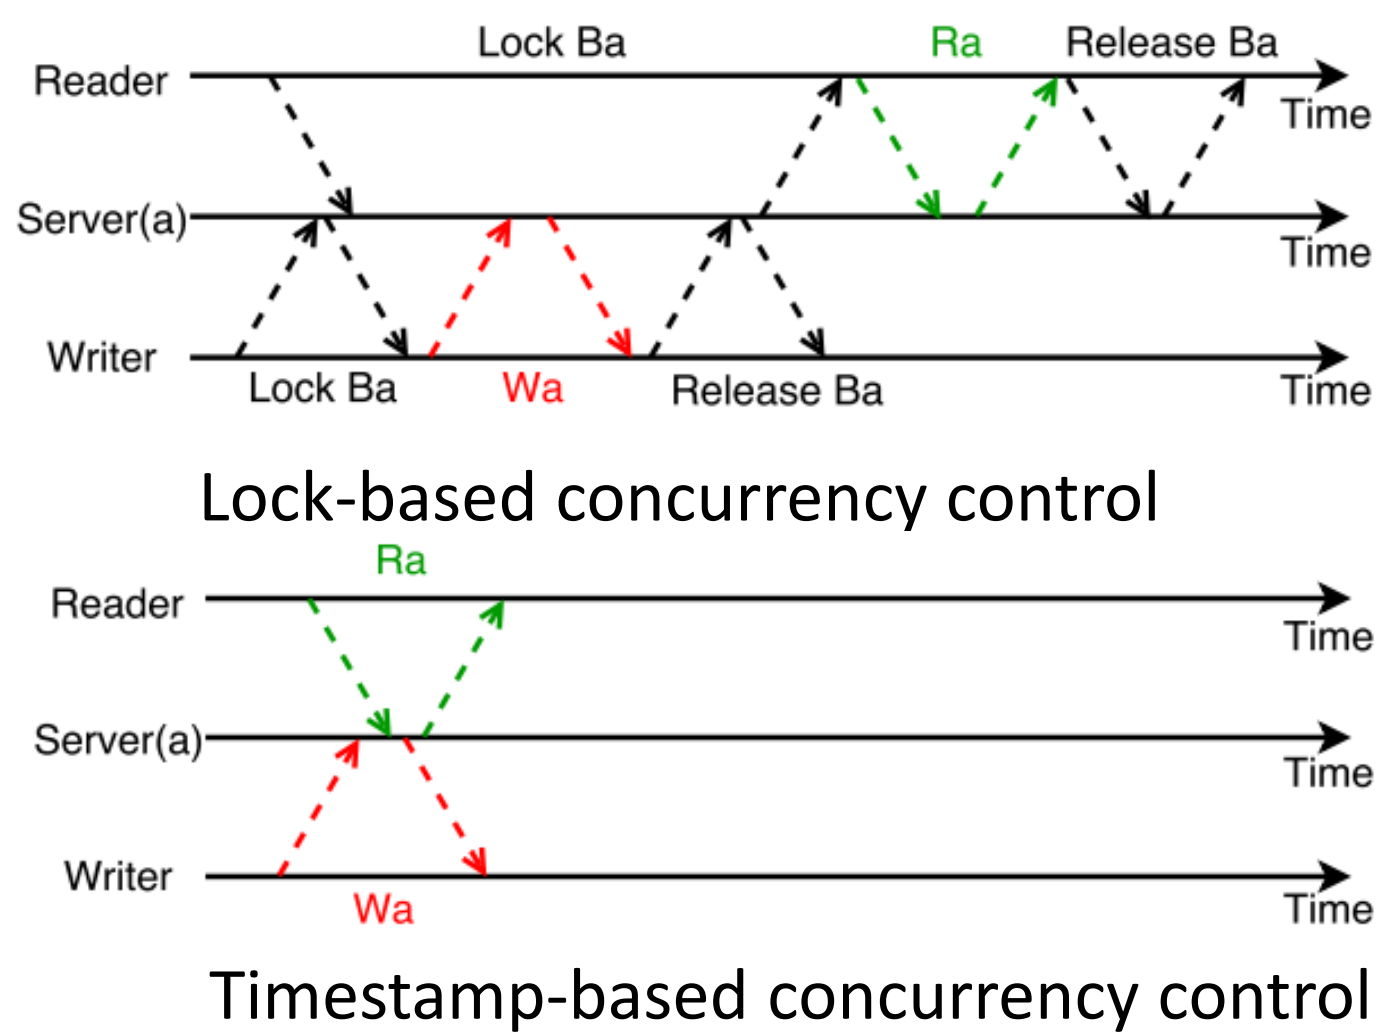 Lock Ba
Ra
Release Ba
Reader
Time
Server(a)
Time
Writer
Lock Ba
Wa
Release Ba
Time
Lock-based concurrency control
Ra
Reader
Time
Server(a)
Time
Writer
Wa
Time
Timestamp-based concurrency control